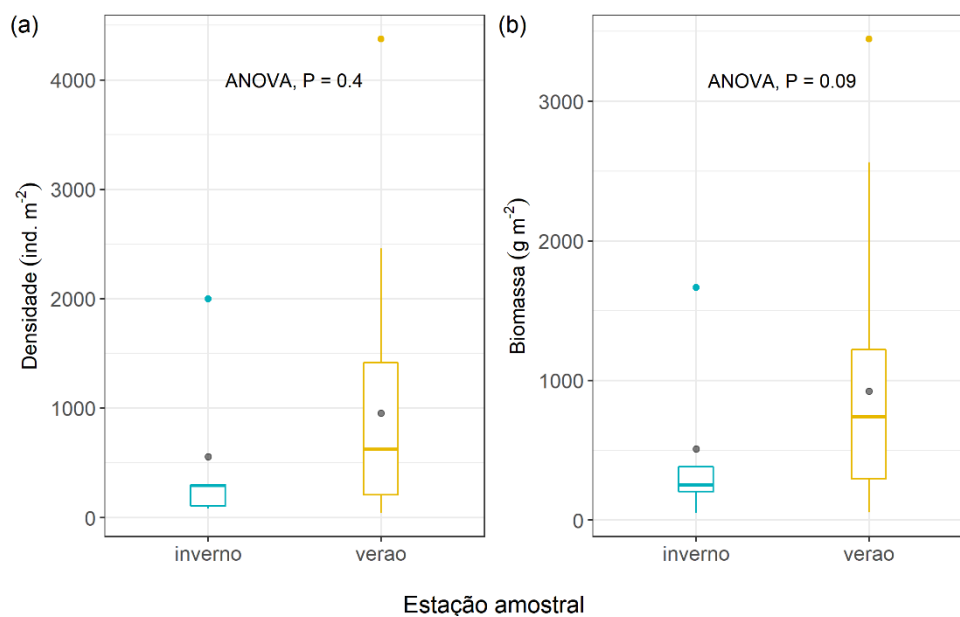 (a)
ANOVA, P = 0.4
Densidade (ind. m⁻²)
4000
3000
2000
1000
0
inverno
verao
(b)
ANOVA, P = 0.09
Biomassa (g m⁻²)
3000
2000
1000
0
inverno
verao
Estação amostral